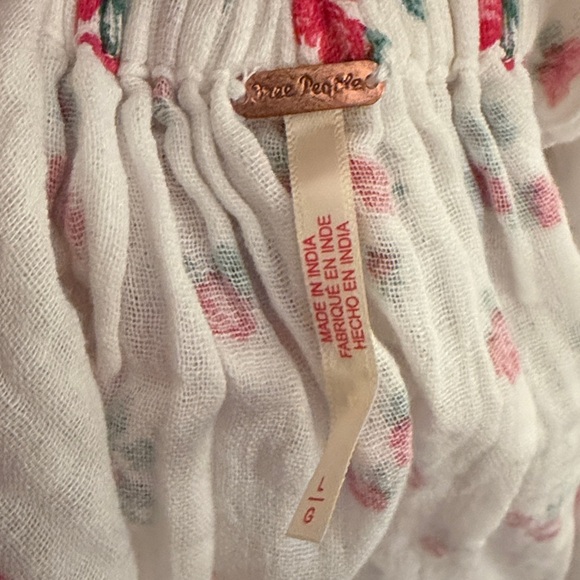 Free People
MADE IN INDIA
FABRIQUÉ EN INDE
HECHO EN INDIA
L/G